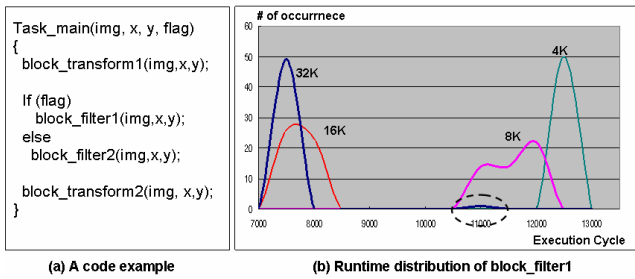 Task_main(img, x, y, flag)
{
block_transform1(img,x,y);
If (flag)
block_filter1(img,x,y);
else
block_filter2(img,x,y);
block_transform2(img, x,y);
}
(a) A code example
# of occurrnece
60
50
40
30
20
10
0
32K
16K
4K
8K
7000 8000 9000 10000 11000 12000 13000
Execution Cycle
(b) Runtime distribution of block_filter1